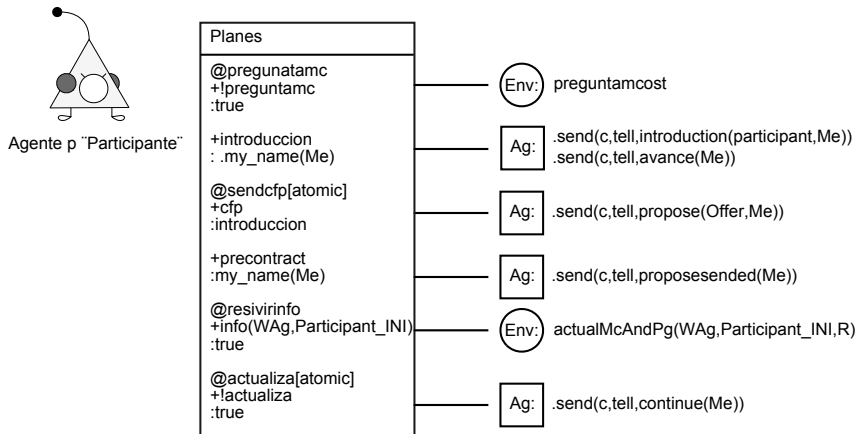 Agente p ¨Participante¨
Planes
@pregunatamc
+!preguntamc
:true
Env: preguntamcost
+introduccion
: .my_name(Me)
Ag: .send(c,tell,introduction(participant,Me))
.send(c,tell,avance(Me))
@sendcfp[atomic]
+cfp
:introduccion
Ag: .send(c,tell,propose(Offer,Me))
+precontract
:my_name(Me)
Ag: .send(c,tell,proposesended(Me))
@resivirinfo
+info(WAg,Participant_INI)
:true
Env: actualMcAndPg(WAg,Participant_INI,R)
@actualiza[atomic]
+!actualiza
:true
Ag: .send(c,tell,continue(Me))